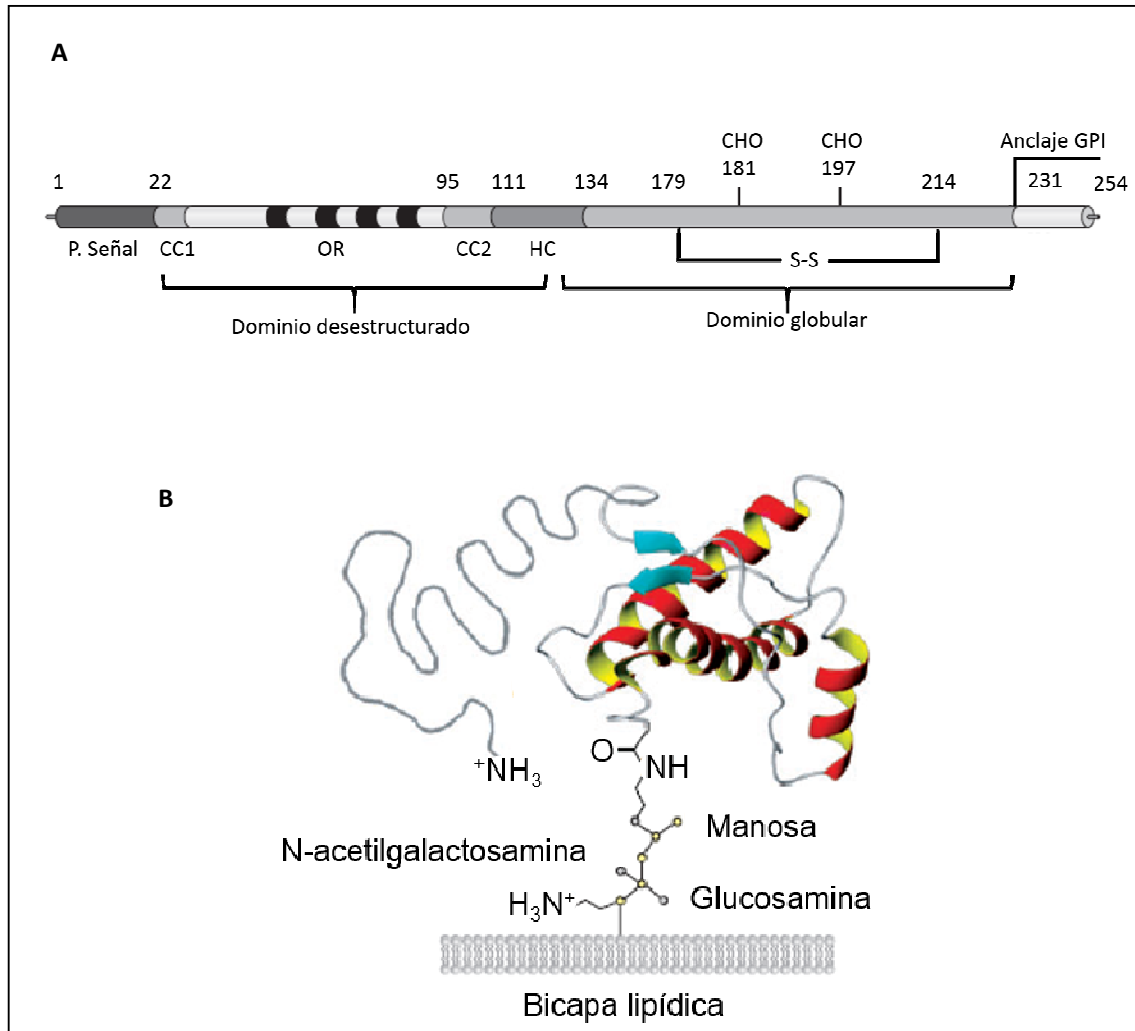 A
CHO CHO Anclaje GPI
1 22 95 111 134 179 181 197 214 231 254
P. Señal CC1 OR CC2 HC S-S
Dominio desestructurado Dominio globular
B
⁺NH₃
O
NH
Manosa
N-acetilgalactosamina
H₃N⁺
Glucosamina
Bicapa lipídica